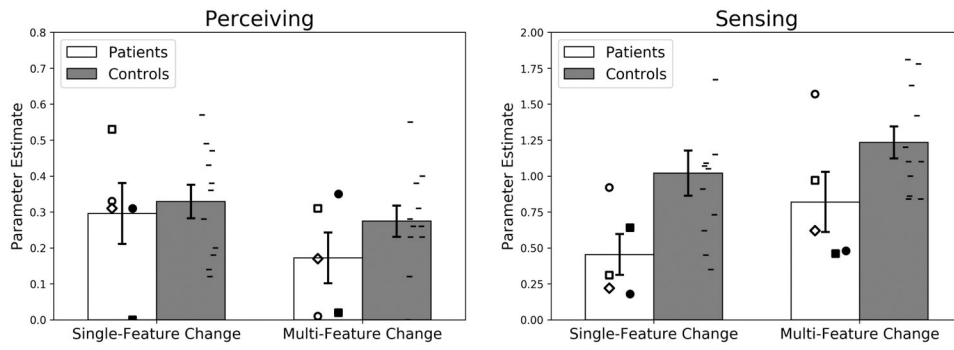 Perceiving
Parameter Estimate
0.8
0.7
0.6
0.5
0.4
0.3
0.2
0.1
0.0
Patients
Controls
Single-Feature Change
Multi-Feature Change
Sensing
Parameter Estimate
2.00
1.75
1.50
1.25
1.00
0.75
0.50
0.25
0.00
Patients
Controls
Single-Feature Change
Multi-Feature Change